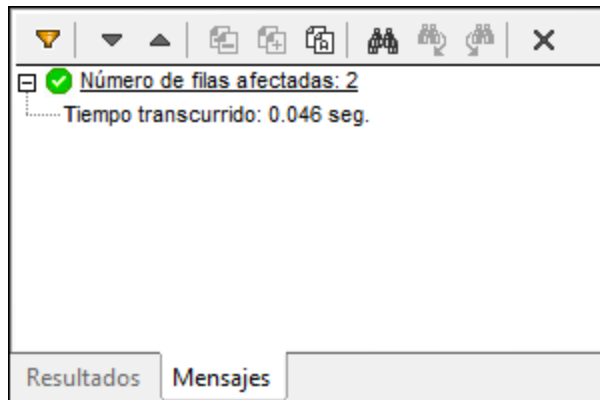 Número de filas afectadas: 2
Tiempo transcurrido: 0.046 seg.
Resultados
Mensajes